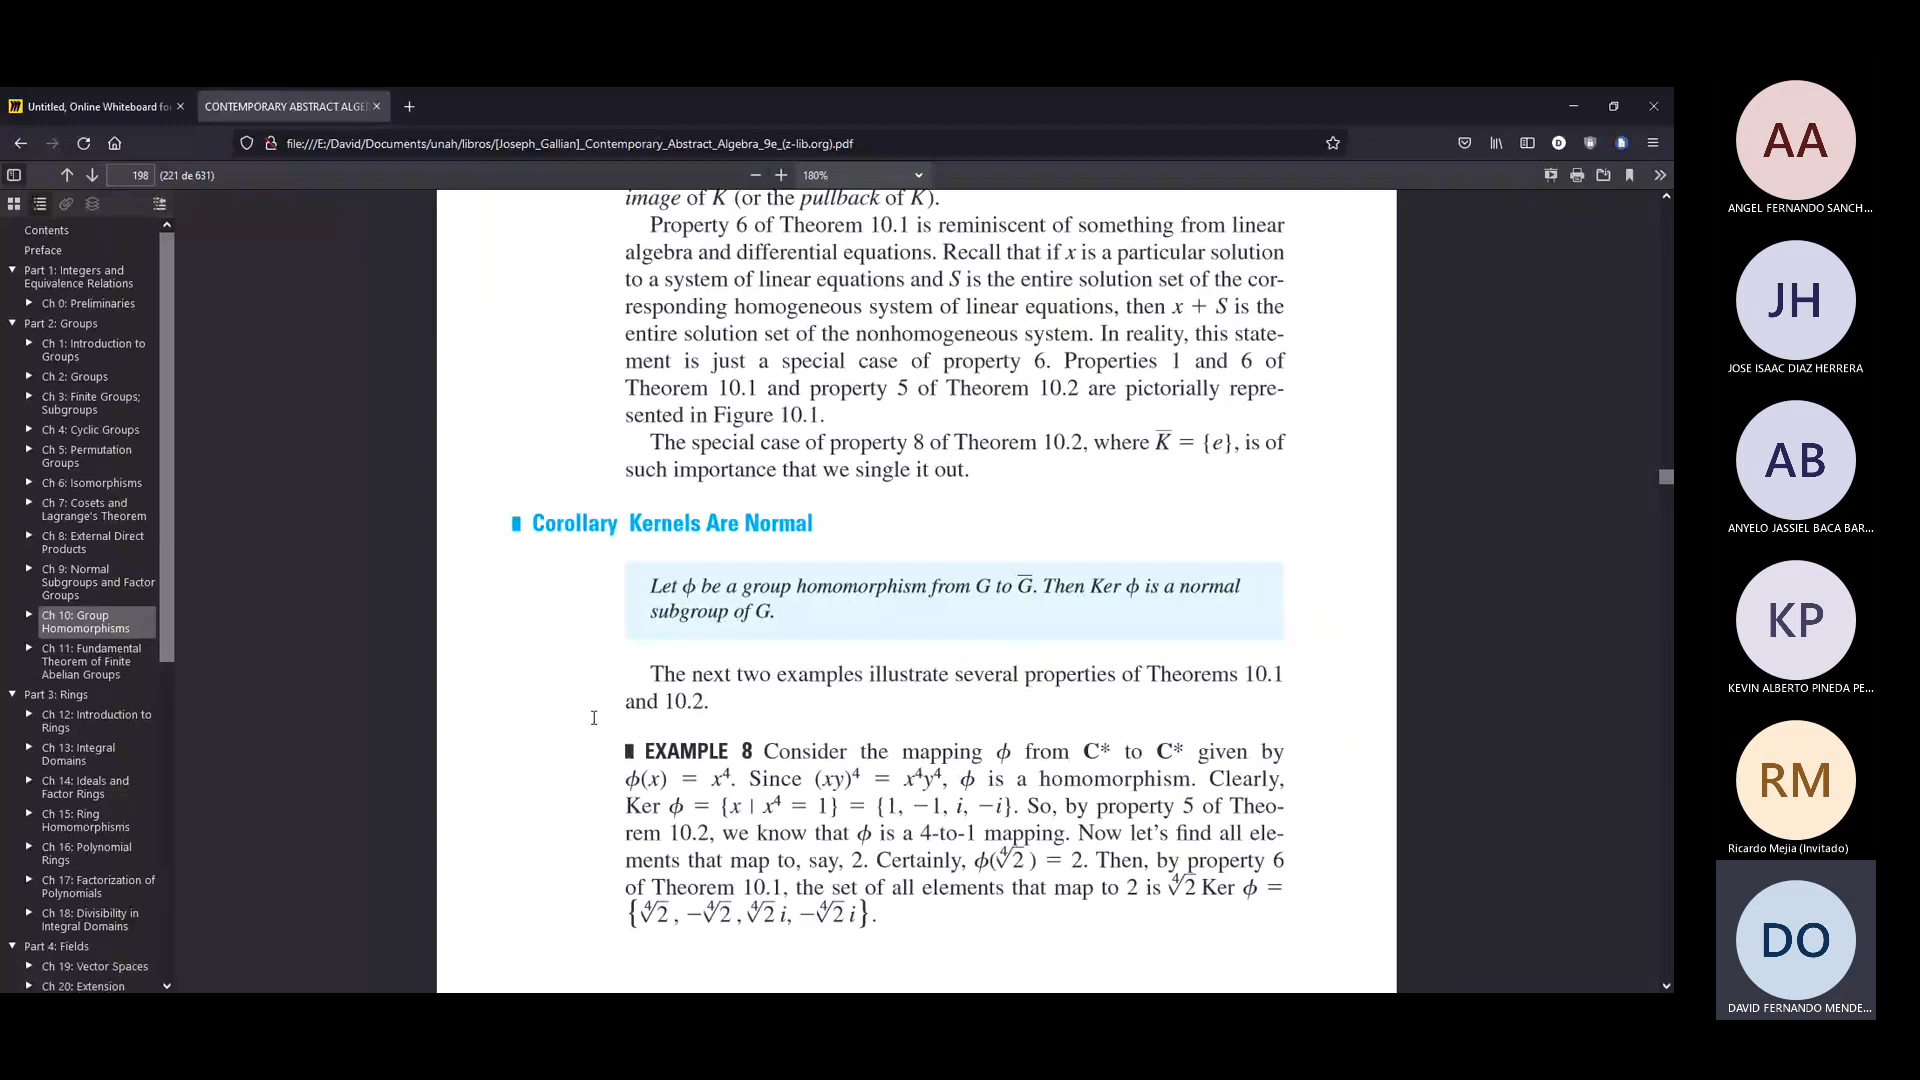 Untitled, Online Whiteboard fo
CONTEMPORARY ABSTRACT ALGE
file:///E:/David/Documents/unah/libros/[Joseph_Gallian]_Contemporary_Abstract_Algebra_9e_(z-lib.org).pdf
198 (221 de 631)
180%
Contents
Preface
Part 1: Integers and
Equivalence Relations
Ch 0: Preliminaries
Part 2: Groups
Ch 1: Introduction to
Groups
Ch 2: Groups
Ch 3: Finite Groups;
Subgroups
Ch 4: Cyclic Groups
Ch 5: Permutation
Groups
Ch 6: Isomorphisms
Ch 7: Cosets and
Lagrange's Theorem
Ch 8: External Direct
Products
Ch 9: Normal
Subgroups and Factor
Groups
Ch 10: Group
Homomorphisms
Ch 11: Fundamental
Theorem of Finite
Abelian Groups
Part 3: Rings
Ch 12: Introduction to
Rings
Ch 13: Integral
Domains
Ch 14: Ideals and
Factor Rings
Ch 15: Ring
Homomorphisms
Ch 16: Polynomial
Rings
Ch 17: Factorization of
Polynomials
Ch 18: Divisibility in
Integral Domains
Part 4: Fields
Ch 19: Vector Spaces
Ch 20: Extension
image of K (or the pullback of K).
Property 6 of Theorem 10.1 is reminiscent of something from linear
algebra and differential equations. Recall that if x is a particular solution
to a system of linear equations and S is the entire solution set of the cor-
responding homogeneous system of linear equations, then x + S is the
entire solution set of the nonhomogeneous system. In reality, this state-
ment is just a special case of property 6. Properties 1 and 6 of
Theorem 10.1 and property 5 of Theorem 10.2 are pictorially repre-
sented in Figure 10.1.
The special case of property 8 of Theorem 10.2, where K̅ = {e}, is of
such importance that we single it out.
Corollary Kernels Are Normal
Let ϕ be a group homomorphism from G to G̅. Then Ker ϕ is a normal
subgroup of G.
The next two examples illustrate several properties of Theorems 10.1
and 10.2.
EXAMPLE 8 Consider the mapping ϕ from C* to C* given by
ϕ(x) = x⁴. Since (xy)⁴ = x⁴y⁴, ϕ is a homomorphism. Clearly,
Ker ϕ = {x | x⁴ = 1} = {1, −1, i, −i}. So, by property 5 of Theo-
rem 10.2, we know that ϕ is a 4-to-1 mapping. Now let's find all ele-
ments that map to, say, 2. Certainly, ϕ(∜2) = 2. Then, by property 6
of Theorem 10.1, the set of all elements that map to 2 is ∜2 Ker ϕ =
{∜2, −∜2, ∜2 i, −∜2 i}.
AA
ANGEL FERNANDO SANCH...
JH
JOSE ISAAC DIAZ HERRERA
AB
ANYELO JASSIEL BACA BAR...
KP
KEVIN ALBERTO PINEDA PE...
RM
Ricardo Mejia (Invitado)
DO
DAVID FERNANDO MENDE...